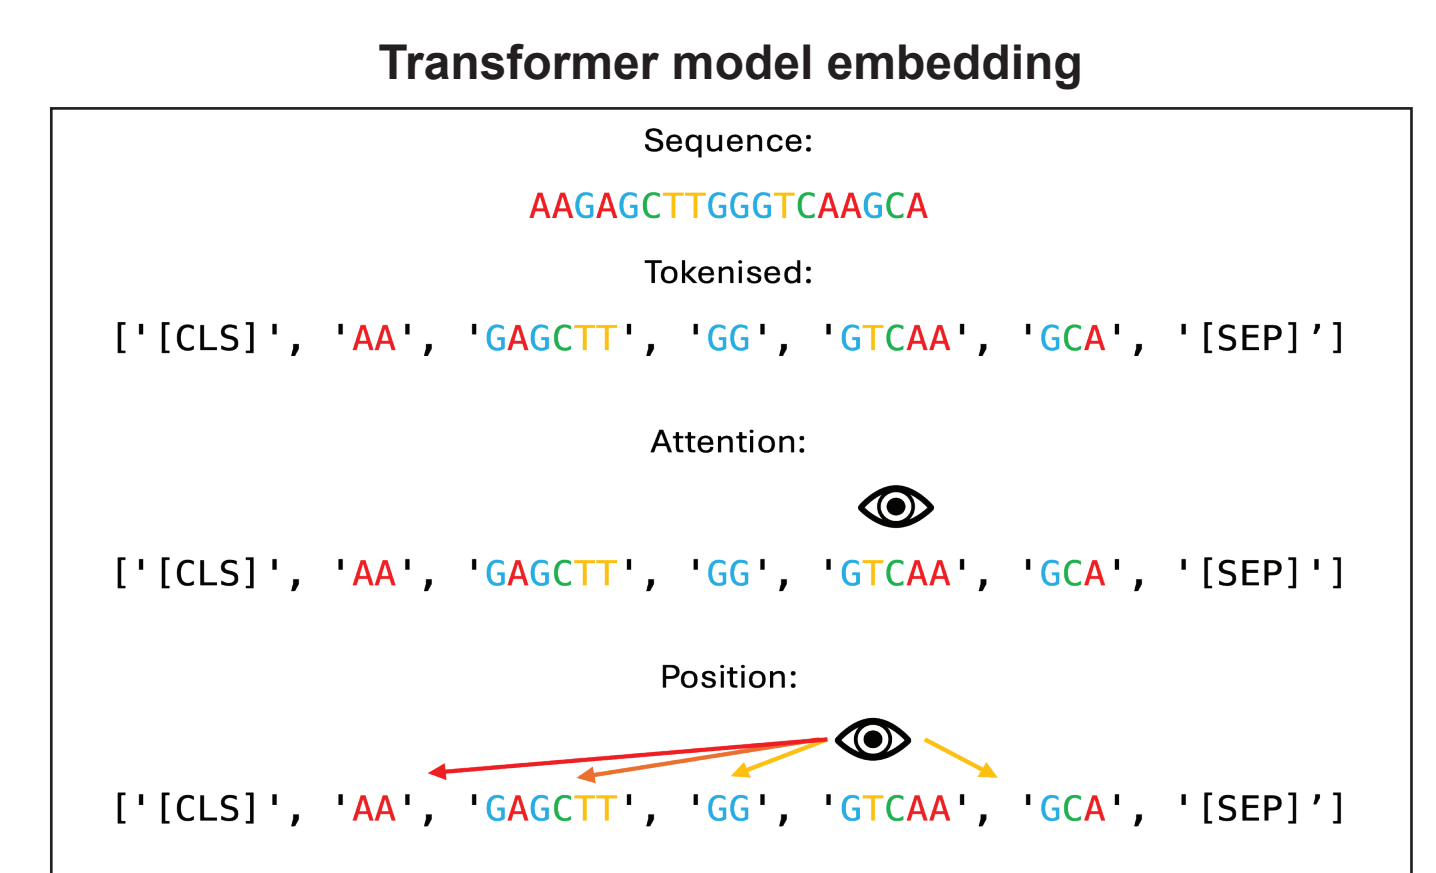 Transformer model embedding
Sequence:
AAGAGCTTGGGTCAAGCA
Tokenised:
['[CLS]', 'AA', 'GAGCTT', 'GG', 'GTCAA', 'GCA', '[SEP]’]
Attention:
['[CLS]', 'AA', 'GAGCTT', 'GG', 'GTCAA', 'GCA', '[SEP]']
Position:
['[CLS]', 'AA', 'GAGCTT', 'GG', 'GTCAA', 'GCA', '[SEP]’]